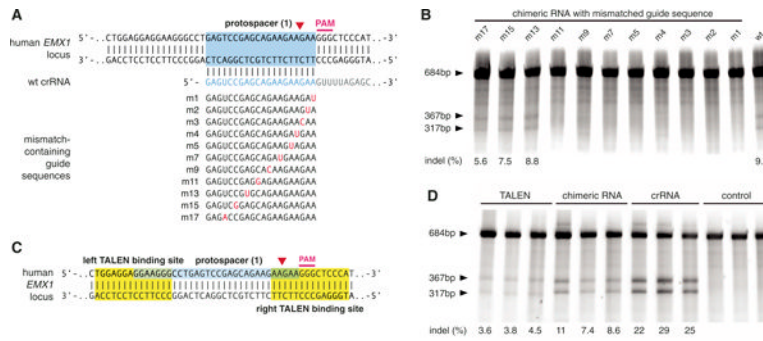 A
protospacer (1)
PAM
human EMX1 locus
5'-..CTGGAGGAGGAAGGGCCTGAGTCCGAGCAGAAGAAGAAGGGCTCCCAT..-3'
3'-..GACCTCCTCCTTCCCGGACTCAGGCTCGTCTTCTTCTTCCCGAGGGTA..-5'
wt crRNA
5'- GAGUCCGAGCAGAAGAAGAAGUUUUAGAGC..
mismatch-containing guide sequences
m1 GAGUCCGAGCAGAAGAAGAU
m2 GAGUCCGAGCAGAAGAAGUA
m3 GAGUCCGAGCAGAAGAACAA
m4 GAGUCCGAGCAGAAGAUGAA
m5 GAGUCCGAGCAGAAGUAGAA
m7 GAGUCCGAGCAGAUGAAGAA
m9 GAGUCCGAGCACAAGAAGAA
m11 GAGUCCGAGGAGAAGAAGAA
m13 GAGUCCGUGCAGAAGAAGAA
m15 GAGUCGGAGCAGAAGAAGAA
m17 GAGACCGAGCAGAAGAAGAA
B
chimeric RNA with mismatched guide sequence
m17 m15 m13 m11 m9 m7 m5 m4 m3 m2 m1 wt
684bp
367bp
317bp
indel (%) 5.6 7.5 8.8 9.
C
left TALEN binding site
protospacer (1)
PAM
human EMX1 locus
5'-..CTGGAGGAGGAAGGGCCTGAGTCCGAGCAGAAGAAGAAGGGCTCCCAT..-3'
3'-..GACCTCCTCCTTCCCGGACTCAGGCTCGTCTTCTTCTTCCCGAGGGTA..-5'
right TALEN binding site
D
TALEN chimeric RNA crRNA control
684bp
367bp
317bp
indel (%) 3.6 3.8 4.5 11 7.4 8.6 22 29 25